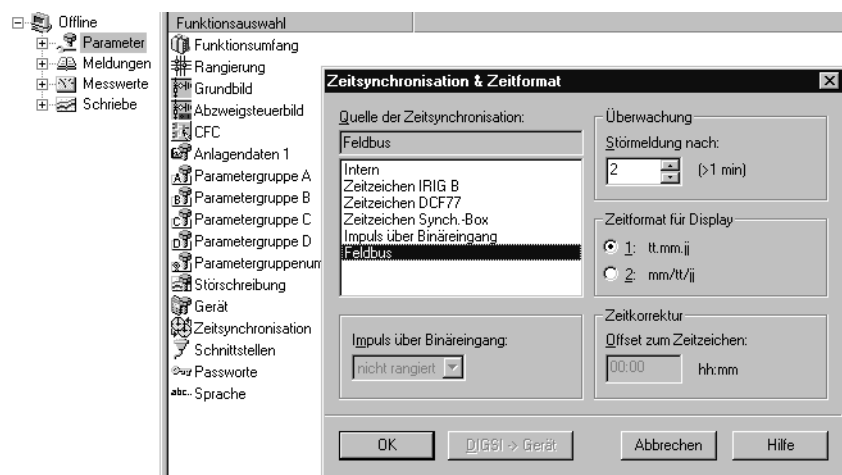 Offline
Parameter
Meldungen
Messwerte
Schriebe
Funktionsauswahl
Funktionsumfang
Rangierung
Grundbild
Abzweigsteuerbild
CFC
Anlagendaten 1
Parametergruppe A
Parametergruppe B
Parametergruppe C
Parametergruppe D
Parametergruppenum
Störschreibung
Gerät
Zeitsynchronisation
Schnittstellen
Passworte
abc.. Sprache
Zeitsynchronisation & Zeitformat
Quelle der Zeitsynchronisation:
Feldbus
Intern
Zeitzeichen IRIG B
Zeitzeichen DCF77
Zeitzeichen Synch.-Box
Impuls über Binäreingang
Feldbus
Impuls über Binäreingang:
nicht rangiert
Überwachung
Störmeldung nach:
2 (>1 min)
Zeitformat für Display
1: tt.mm.jj
2: mm/tt/jj
Zeitkorrektur
Offset zum Zeitzeichen:
00:00 hh:mm
OK
DIGSI -> Gerät
Abbrechen
Hilfe